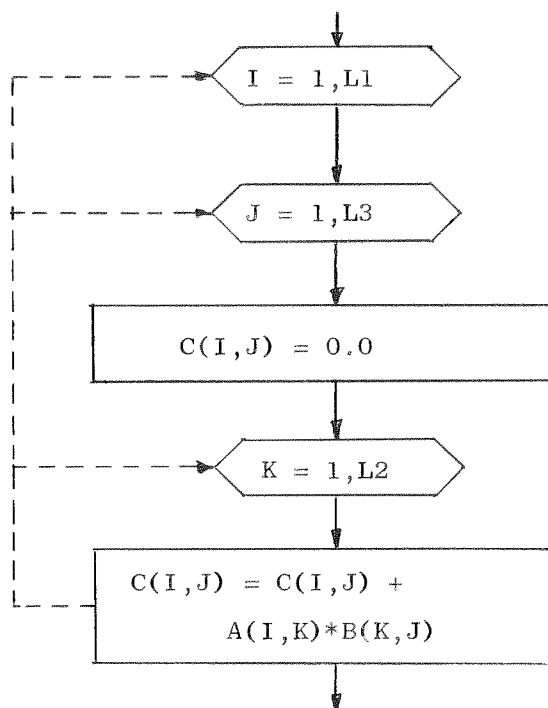 I = 1,L1
J = 1,L3
C(I,J) = 0.0
K = 1,L2
C(I,J) = C(I,J) +
A(I,K)*B(K,J)